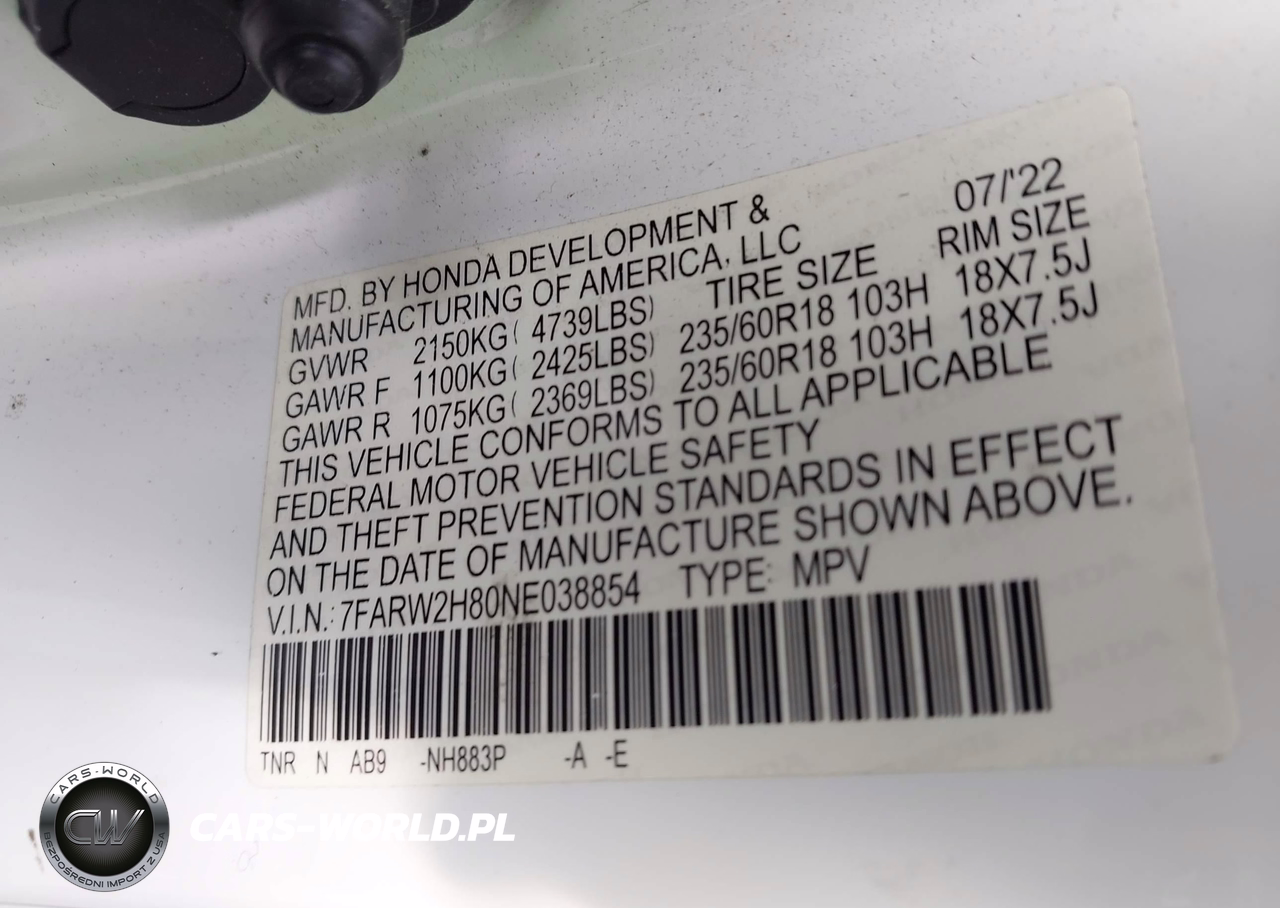 MFD. BY HONDA DEVELOPMENT & 07/'22
MANUFACTURING OF AMERICA, LLC
TIRE SIZE RIM SIZE
GVWR 2150KG( 4739LBS)
GAWR F 1100KG( 2425LBS) 235/60R18 103H 18X7.5J
GAWR R 1075KG( 2369LBS) 235/60R18 103H 18X7.5J
THIS VEHICLE CONFORMS TO ALL APPLICABLE
FEDERAL MOTOR VEHICLE SAFETY
AND THEFT PREVENTION STANDARDS IN EFFECT
ON THE DATE OF MANUFACTURE SHOWN ABOVE.
V.I.N.: 7FARW2H80NE038854 TYPE: MPV
TNR N AB9 -NH883P -A -E
CARS-WORLD
CW
BEZPOŚREDNI IMPORT Z USA
CARS-WORLD.PL